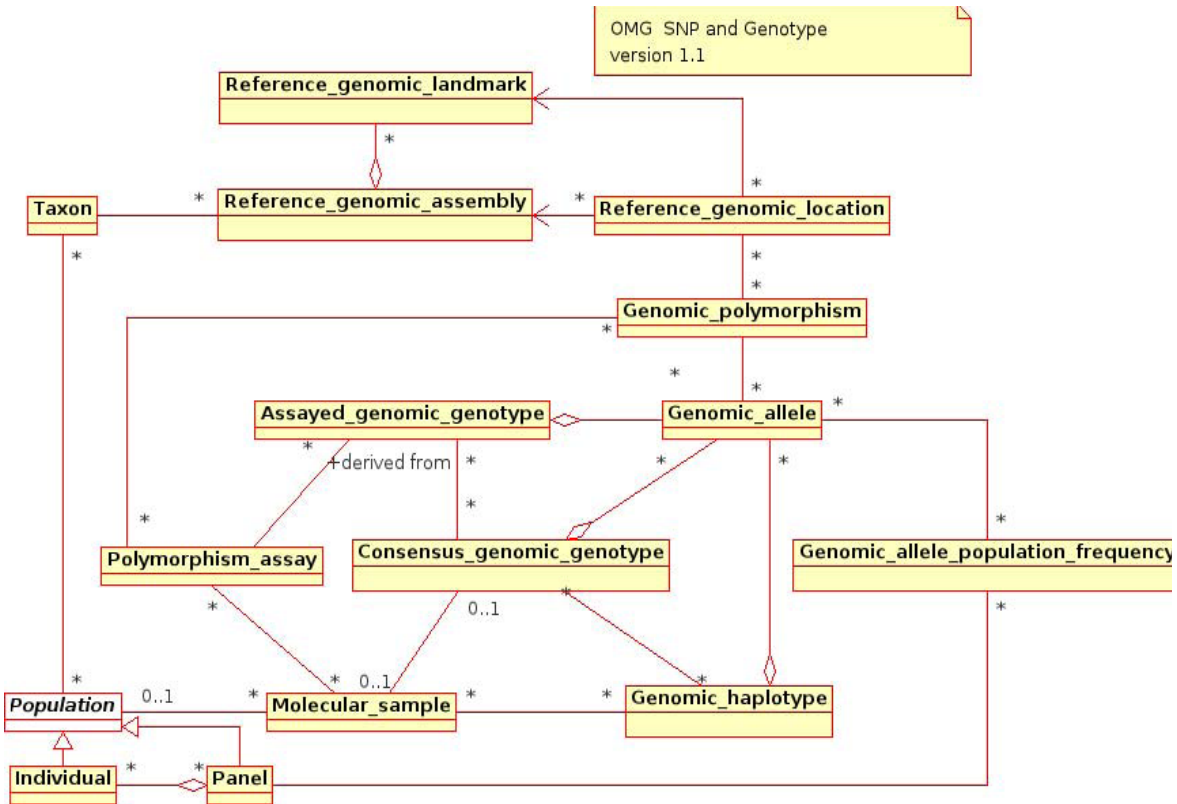 OMG SNP and Genotype
version 1.1
Reference_genomic_landmark
*
*
Taxon
*
Reference_genomic_assembly
*
Reference_genomic_location
*
*
*
Genomic_polymorphism
*
*
*
Assayed_genomic_genotype
Genomic_allele
*
*
+derived from
*
*
*
*
*
*
Polymorphism_assay
Consensus_genomic_genotype
Genomic_allele_population_frequency
*
0..1
*
*
*
*
0..1
*
*
Population
0..1
*
Molecular_sample
*
*
Genomic_haplotype
Individual
*
*
Panel